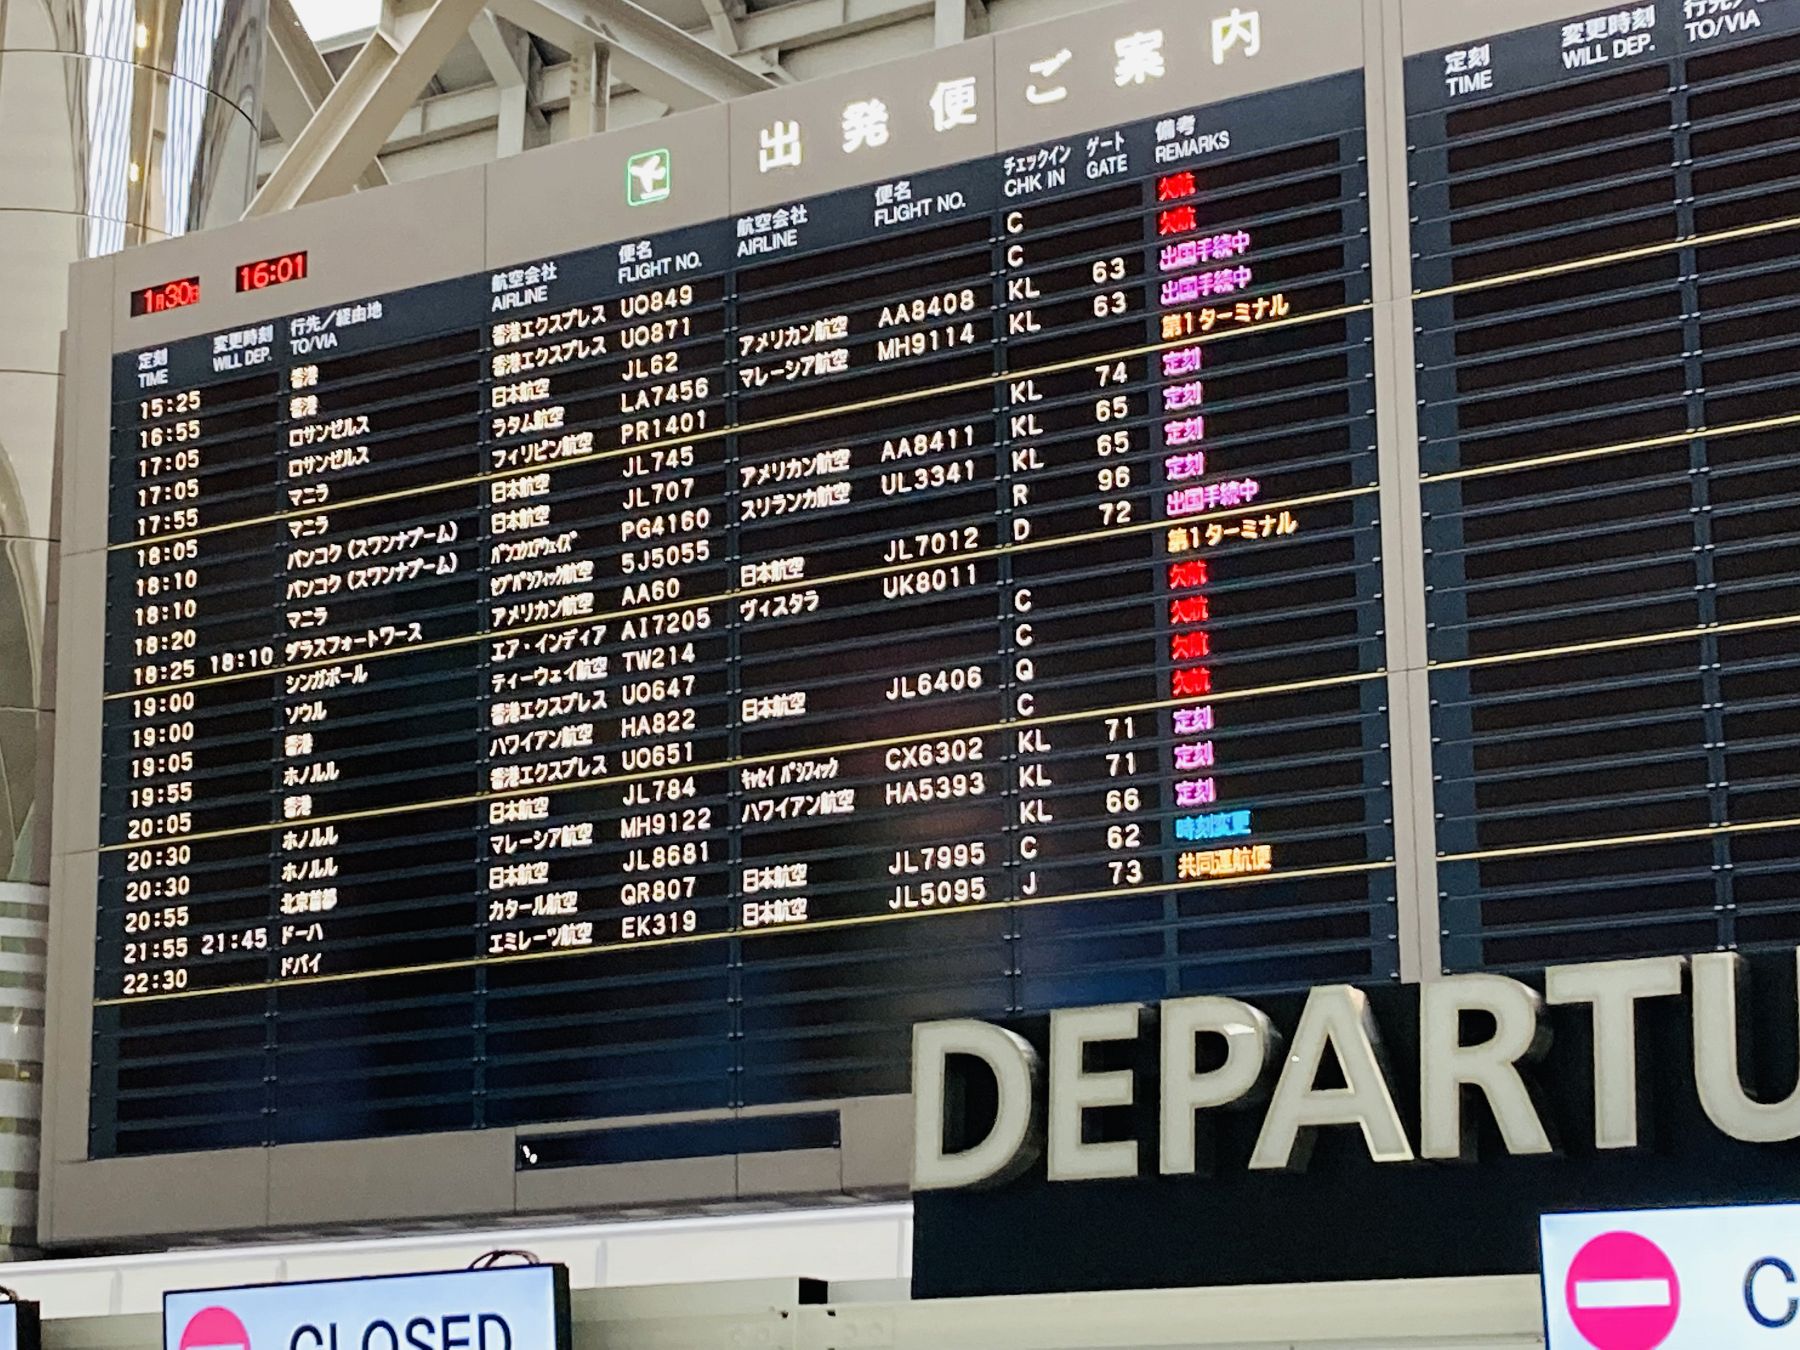 出発便ご案内
1月30日 16:01
定刻 変更時刻 行先／経由地 航空会社 便名 航空会社 便名 チェックイン ゲート 備考
TIME WILL DEP. TO/VIA AIRLINE FLIGHT NO. AIRLINE FLIGHT NO. CHK IN GATE REMARKS
15:25 香港 香港エクスプレス UO849 C 欠航
16:55 香港 香港エクスプレス UO871 C 欠航
17:05 ロサンゼルス 日本航空 JL62 アメリカン航空 AA8408 KL 63 出国手続中
17:05 ロサンゼルス ラタム航空 LA7456 マレーシア航空 MH9114 KL 63 出国手続中
17:55 マニラ フィリピン航空 PR1401 第1ターミナル
18:05 マニラ 日本航空 JL745 KL 74 定刻
18:10 バンコク（スワンナプーム） 日本航空 JL707 アメリカン航空 AA8411 KL 65 定刻
18:10 バンコク（スワンナプーム） バンコクエアウェイズ PG4160 スリランカ航空 UL3341 KL 65 定刻
18:20 マニラ セブパシフィック航空 5J5055 R 96 定刻
18:25 18:10 ダラスフォートワース アメリカン航空 AA60 日本航空 JL7012 D 72 出国手続中
19:00 シンガポール エア・インディア AI7205 ヴィスタラ UK8011 第1ターミナル
19:00 ソウル ティーウェイ航空 TW214 C 欠航
19:05 香港 香港エクスプレス UO647 C 欠航
19:55 ホノルル ハワイアン航空 HA822 日本航空 JL6406 Q 欠航
20:05 香港 香港エクスプレス UO651 C 欠航
20:30 ホノルル 日本航空 JL784 キャセイ パシフィック CX6302 KL 71 定刻
20:30 ホノルル マレーシア航空 MH9122 ハワイアン航空 HA5393 KL 71 定刻
20:55 北京首都 日本航空 JL8681 KL 66 定刻
21:55 21:45 ドーハ カタール航空 QR807 日本航空 JL7995 C 62 時刻変更
22:30 ドバイ エミレーツ航空 EK319 日本航空 JL5095 J 73 共同運航便
定刻 変更時刻 行先／
TIME WILL DEP. TO/VIA
DEPARTU
CLOSED
C